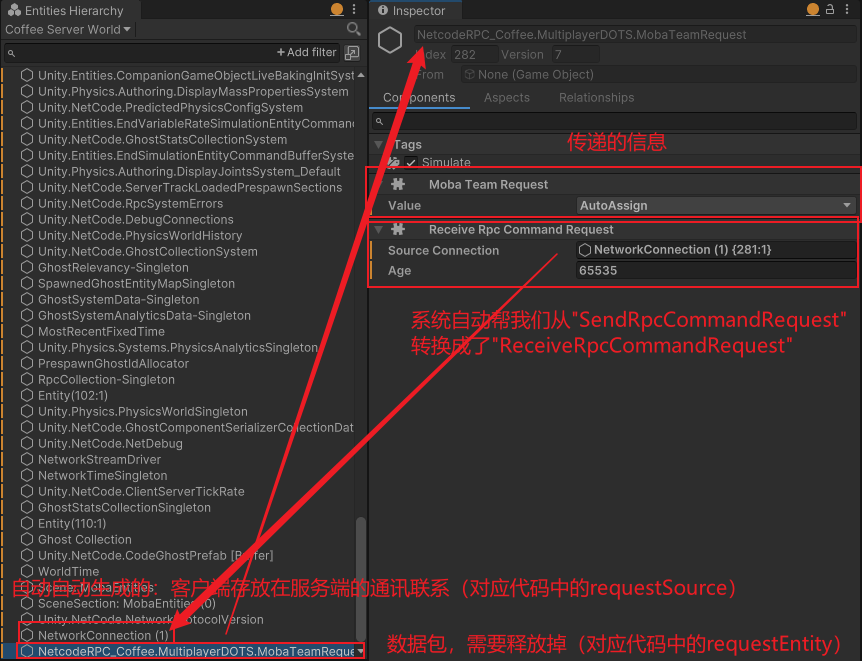 Entities Hierarchy
Coffee Server World
+ Add filter
Unity.Entities.CompanionGameObjectLiveBakingInitSyst
Unity.Physics.Authoring.DisplayMassPropertiesSystem
Unity.NetCode.PredictedPhysicsConfigSystem
Unity.Entities.EndVariableRateSimulationEntityComman
Unity.NetCode.GhostStatsCollectionSystem
Unity.Entities.EndSimulationEntityCommandBufferSyste
Unity.Physics.Authoring.DisplayJointsSystem_Default
Unity.NetCode.ServerTrackLoadedPrespawnSections
Unity.NetCode.RpcSystemErrors
Unity.NetCode.DebugConnections
Unity.NetCode.PhysicsWorldHistory
Unity.NetCode.GhostCollectionSystem
GhostRelevancy-Singleton
SpawnedGhostEntityMapSingleton
GhostSystemData-Singleton
GhostSystemAnalyticsData-Singleton
MostRecentFixedTime
Unity.Physics.Systems.PhysicsAnalyticsSingleton
PrespawnGhostIdAllocator
RpcCollection-Singleton
Entity(102:1)
Unity.Physics.PhysicsWorldSingleton
Unity.NetCode.GhostComponentSerializerCollectionDat
Unity.NetCode.NetDebug
NetworkStreamDriver
NetworkTimeSingleton
Unity.NetCode.ClientServerTickRate
GhostStatsCollectionSingleton
Entity(110:1)
Ghost Collection
Unity.NetCode.CodeGhostPrefab [Buffer]
WorldTime
Scene: MobaEntities
自动自动生成的：客户端存放在服务端的通讯联系（对应代码中的requestSource）
SceneSection: MobaEntities (0)
Unity.NetCode.NetworkProtocolVersion
NetworkConnection (1)
NetcodeRPC_Coffee.MultiplayerDOTS.MobaTeamReque
数据包，需要释放掉（对应代码中的requestEntity）
Inspector
NetcodeRPC_Coffee.MultiplayerDOTS.MobaTeamRequest
Index 282 Version 7
From None (Game Object)
Components Aspects Relationships
Tags
传递的信息
Simulate
Moba Team Request
Value AutoAssign
Receive Rpc Command Request
Source Connection NetworkConnection (1) {281:1}
Age 65535
系统自动帮我们从"SendRpcCommandRequest"
转换成了"ReceiveRpcCommandRequest"